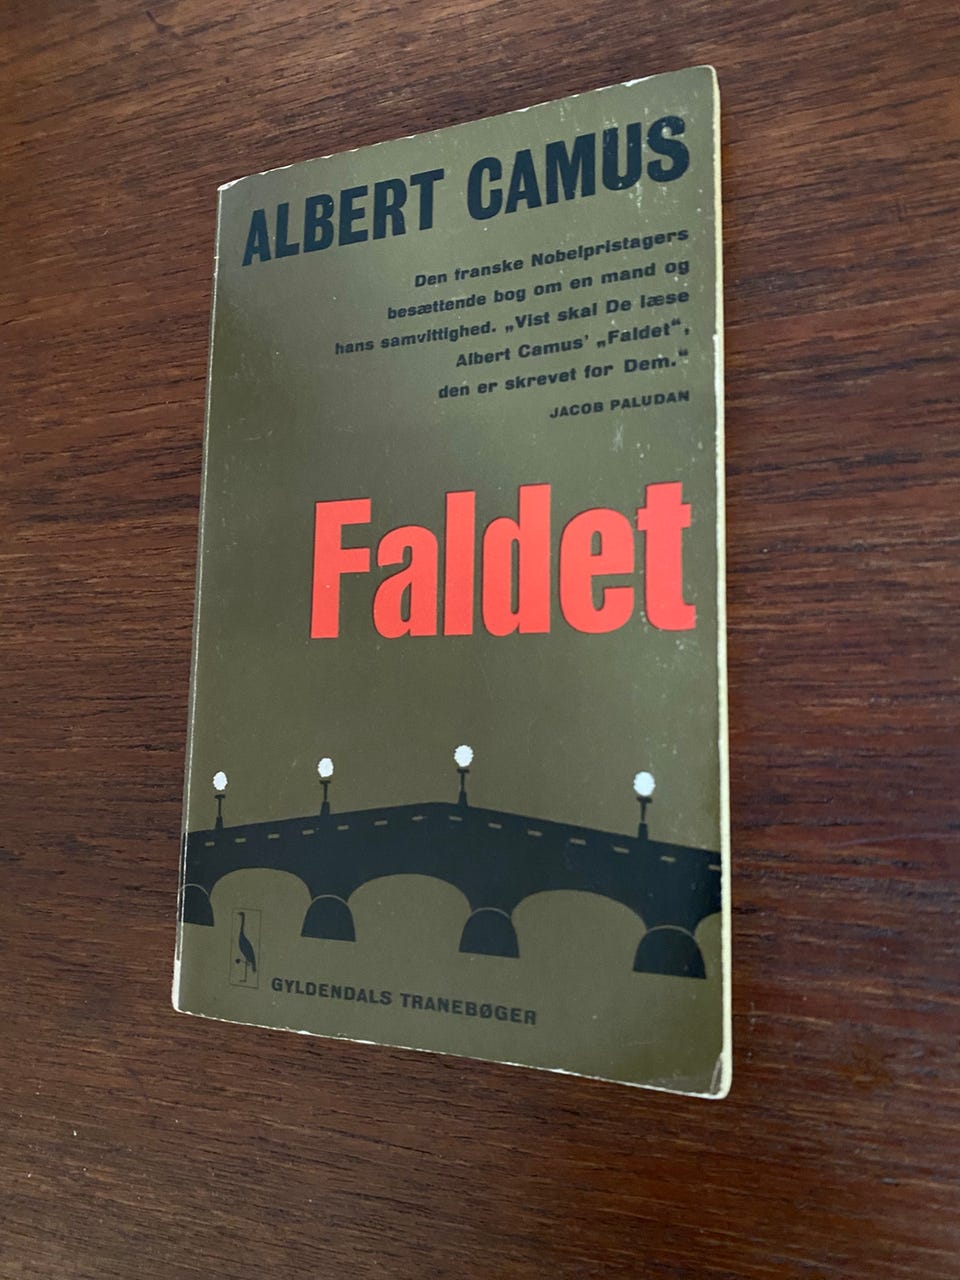 ALBERT CAMUS
Den franske Nobelpristagers
besættende bog om en mand og
hans samvittighed. „Vist skal De læse
Albert Camus' „Faldet“,
den er skrevet for Dem.“
JACOB PALUDAN
Faldet
GYLDENDALS TRANEBØGER